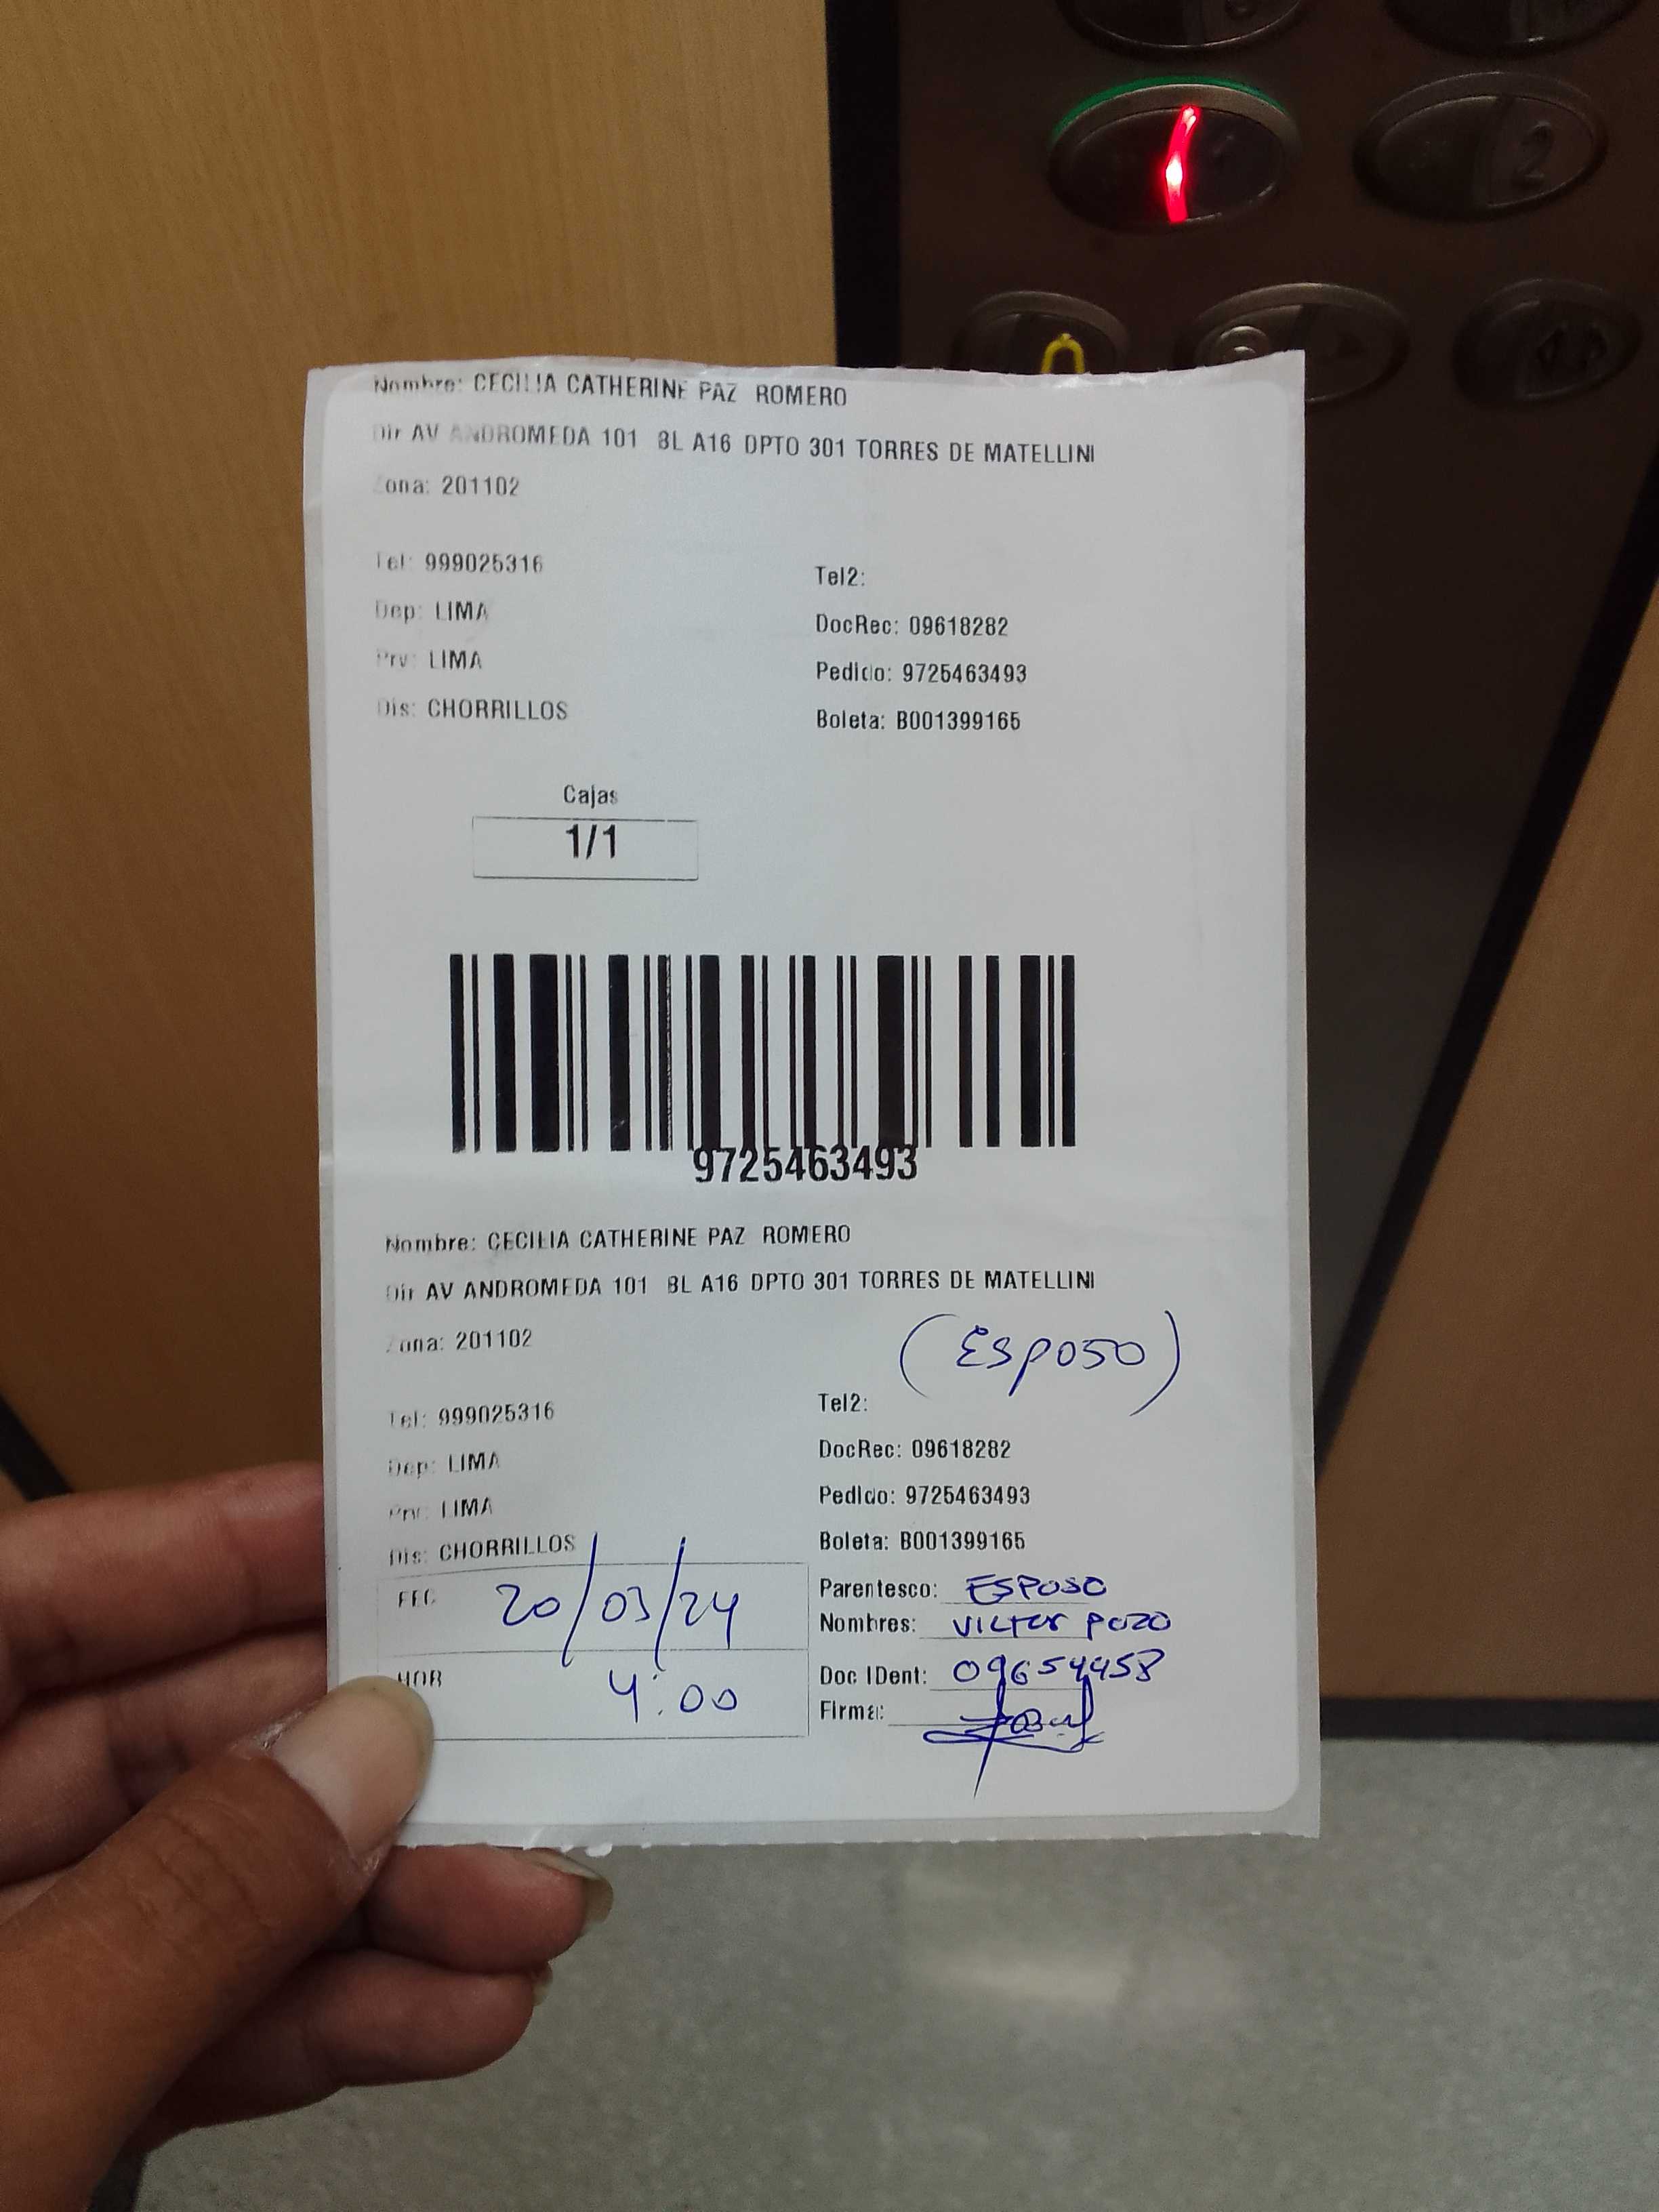 Nombre: CECILIA CATHERINE PAZ ROMERO
Dir AV ANDROMEDA 101 BL A16 DPTO 301 TORRES DE MATELLINI
Zona: 201102
Tel: 999025316
Tel2:
Dep: LIMA
DocRec: 09618282
Prv: LIMA
Pedido: 9725463493
Dis: CHORRILLOS
Boleta: B001399165
Cajas
1/1
9725463493
Nombre: CECILIA CATHERINE PAZ ROMERO
Dir AV ANDROMEDA 101 BL A16 DPTO 301 TORRES DE MATELLINI
Zona: 201102
(ESPOSO)
Tel: 999025316
Tel2:
Dep: LIMA
DocRec: 09618282
Prv: LIMA
Pedido: 9725463493
Dis: CHORRILLOS
Boleta: B001399165
FEC 20/03/24
Parentesco: ESPOSO
Nombres: VICTOR POZO
HOR 4:00
Doc IDent: 09654458
Firma:
2